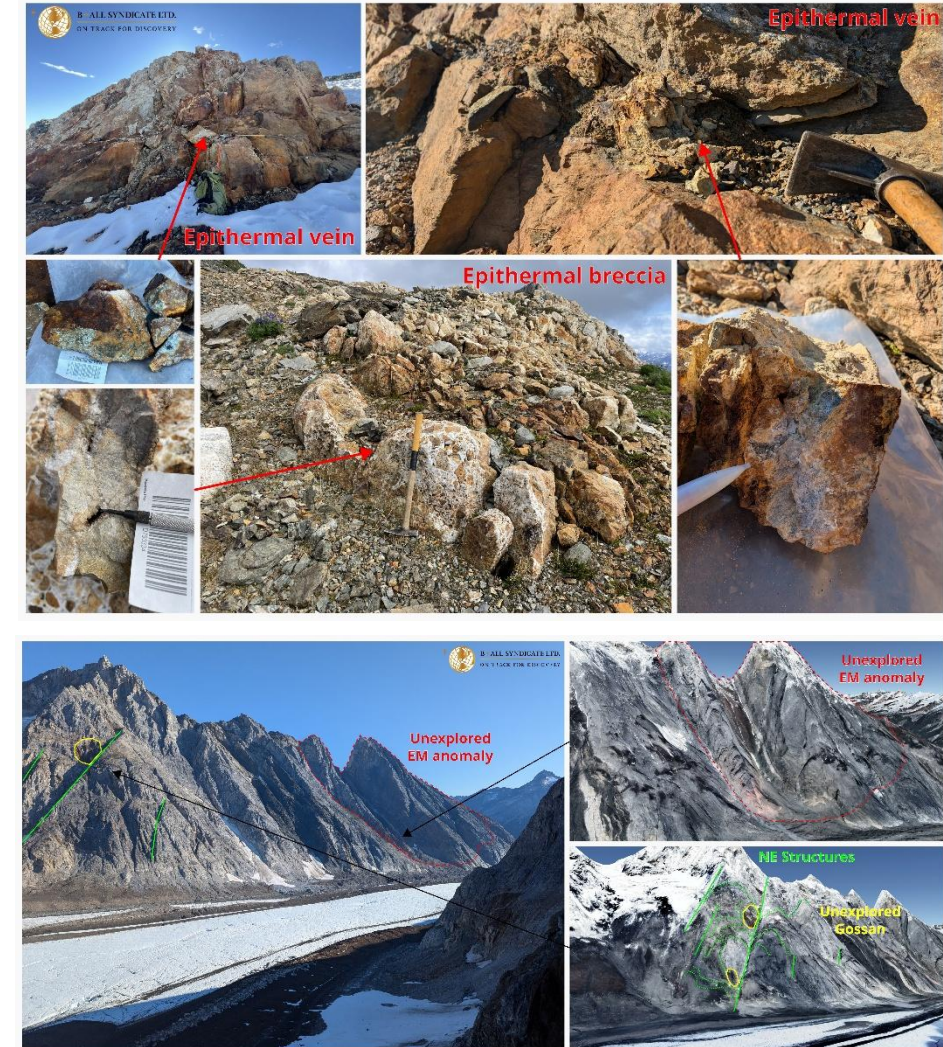 ALL SYNDICATE LTD.
ON TRACK FOR DISCOVERY
Epithermal vein
Epithermal vein
Epithermal breccia
ALL SYNDICATE LTD.
ON TRACK FOR DISCOVERY
Unexplored
EM anomaly
Unexplored
EM anomaly
NE Structures
Unexplored
Gossan